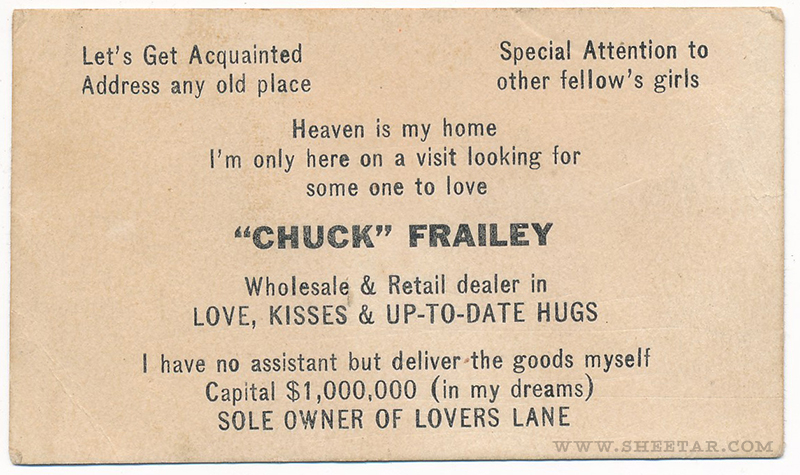 Let's Get Acquainted
Address any old place
Special Attention to
other fellow's girls
Heaven is my home
I'm only here on a visit looking for
some one to love
“CHUCK” FRAILEY
Wholesale & Retail dealer in
LOVE, KISSES & UP-TO-DATE HUGS
I have no assistant but deliver the goods myself
Capital $1,000,000 (in my dreams)
SOLE OWNER OF LOVERS LANE
WWW.SHEETAR.COM